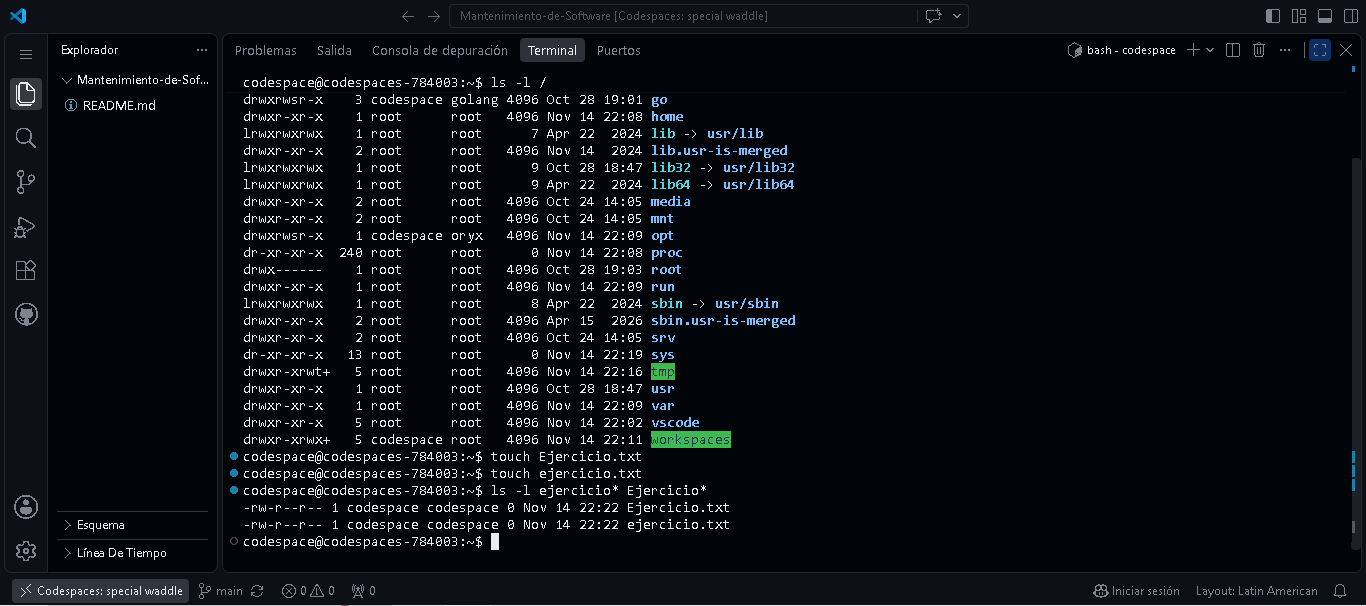 Mantenimiento-de-Software [Codespaces: special waddle]
Explorador
Mantenimiento-de-Sof...
README.md
Esquema
Línea De Tiempo
Problemas Salida Consola de depuración Terminal Puertos
bash - codespace
codespace@codespaces-784003:~$ ls -l /
drwxrwsr-x 3 codespace golang 4096 Oct 28 19:01 go
drwxr-xr-x 1 root root 4096 Nov 14 22:08 home
lrwxrwxrwx 1 root root 7 Apr 22 2024 lib -> usr/lib
drwxr-xr-x 2 root root 4096 Nov 14 2024 lib.usr-is-merged
lrwxrwxrwx 1 root root 9 Oct 28 18:47 lib32 -> usr/lib32
lrwxrwxrwx 1 root root 9 Apr 22 2024 lib64 -> usr/lib64
drwxr-xr-x 2 root root 4096 Oct 24 14:05 media
drwxr-xr-x 2 root root 4096 Oct 24 14:05 mnt
drwxrwsr-x 1 codespace oryx 4096 Nov 14 22:09 opt
dr-xr-xr-x 240 root root 0 Nov 14 22:08 proc
drwx------ 1 root root 4096 Oct 28 19:03 root
drwxr-xr-x 1 root root 4096 Nov 14 22:09 run
lrwxrwxrwx 1 root root 8 Apr 22 2024 sbin -> usr/sbin
drwxr-xr-x 2 root root 4096 Apr 15 2026 sbin.usr-is-merged
drwxr-xr-x 2 root root 4096 Oct 24 14:05 srv
dr-xr-xr-x 13 root root 0 Nov 14 22:19 sys
drwxr-xrwt+ 5 root root 4096 Nov 14 22:16 tmp
drwxr-xr-x 1 root root 4096 Oct 28 18:47 usr
drwxr-xr-x 1 root root 4096 Nov 14 22:09 var
drwxr-xr-x 5 root root 4096 Nov 14 22:02 vscode
drwxr-xrwx+ 5 codespace root 4096 Nov 14 22:11 workspaces
codespace@codespaces-784003:~$ touch Ejercicio.txt
codespace@codespaces-784003:~$ touch ejercicio.txt
codespace@codespaces-784003:~$ ls -l ejercicio* Ejercicio*
-rw-r--r-- 1 codespace codespace 0 Nov 14 22:22 Ejercicio.txt
-rw-r--r-- 1 codespace codespace 0 Nov 14 22:22 ejercicio.txt
codespace@codespaces-784003:~$
Codespaces: special waddle main 0 0 0 Iniciar sesión Layout: Latin American